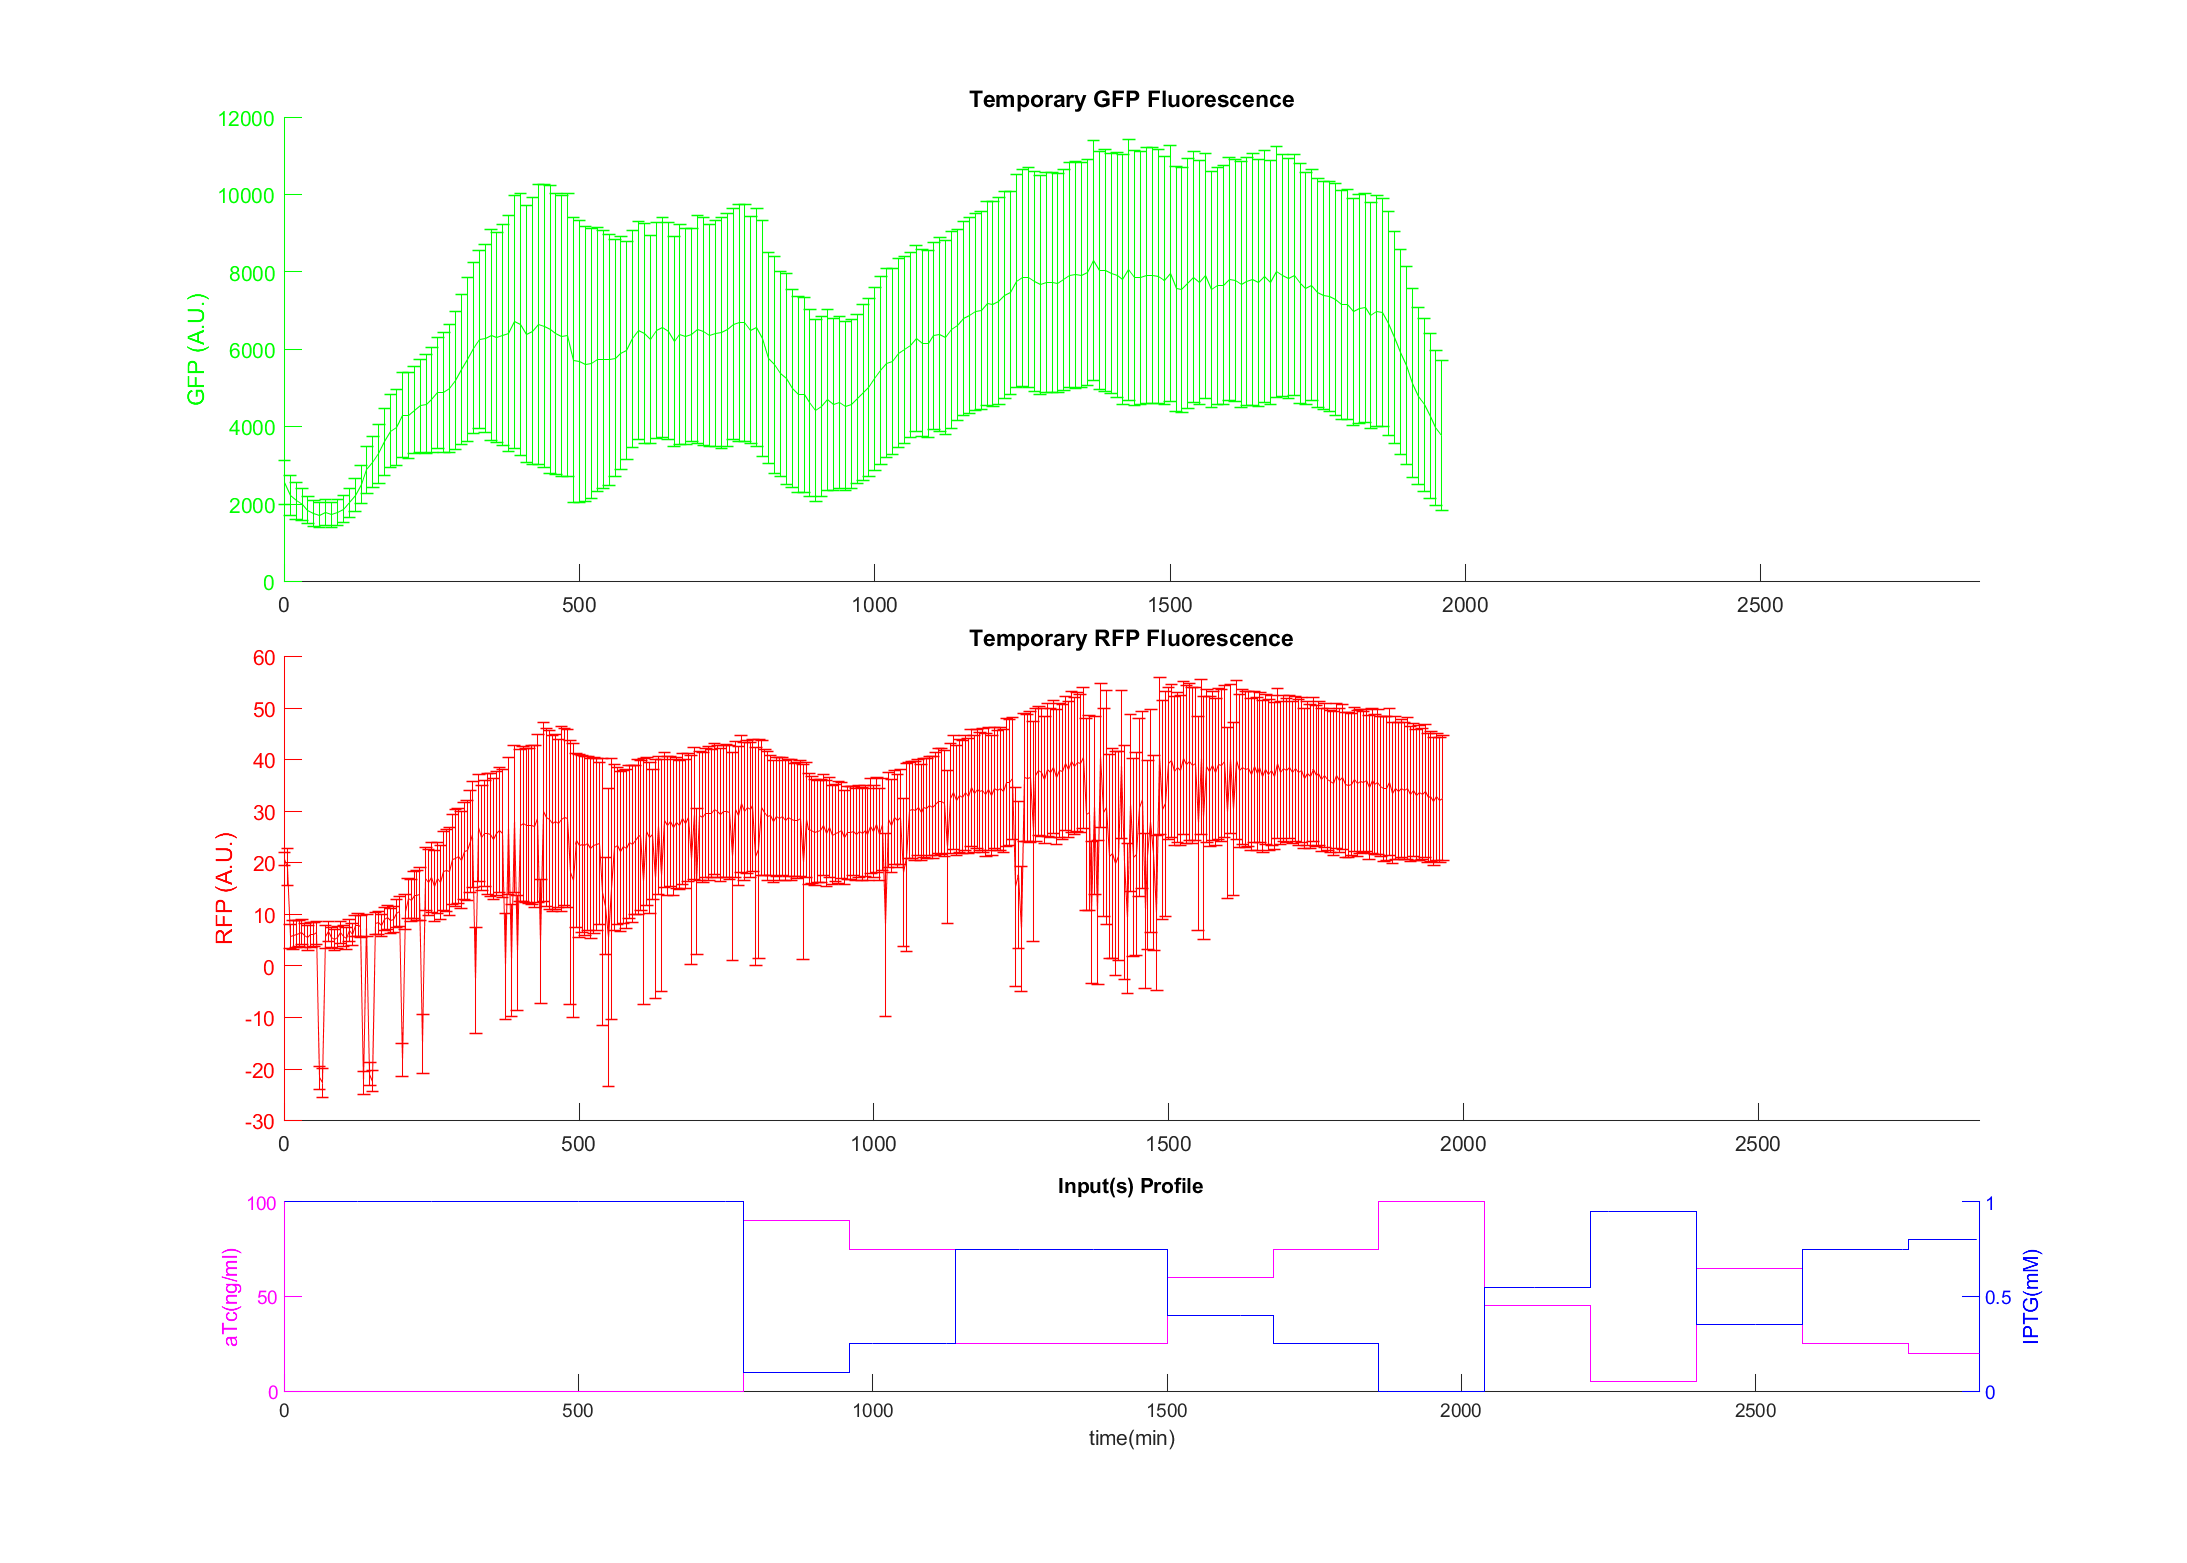 Temporary GFP Fluorescence
12000
10000
8000
6000
4000
2000
0
GFP (A.U.)
0 500 1000 1500 2000 2500
Temporary RFP Fluorescence
60
50
40
30
20
10
0
-10
-20
-30
RFP (A.U.)
0 500 1000 1500 2000 2500
Input(s) Profile
100
50
0
aTc(ng/ml)
1
0.5
0
IPTG(mM)
0 500 1000 1500 2000 2500
time(min)